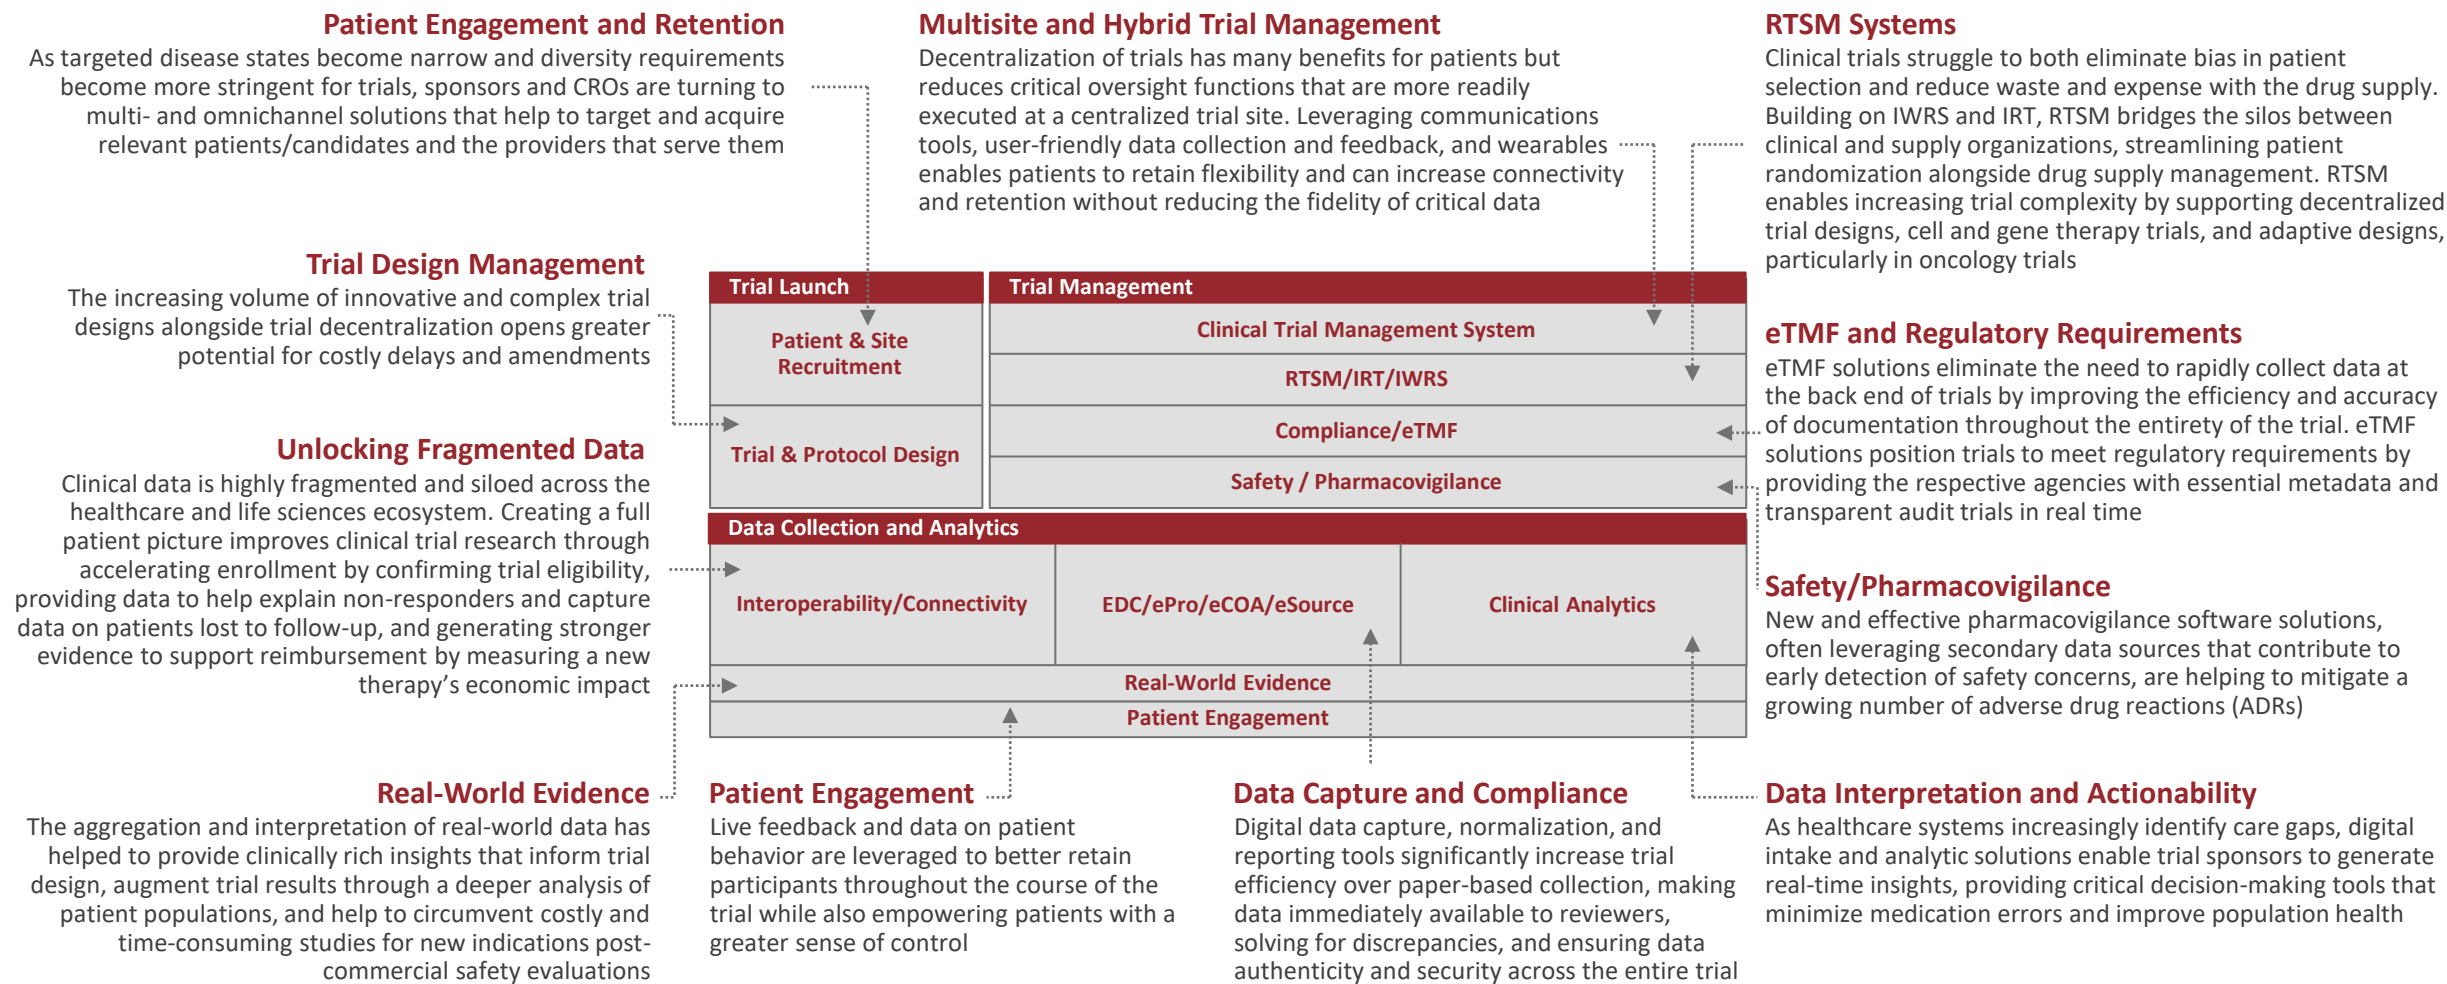 Patient Engagement and Retention
As targeted disease states become narrow and diversity requirements
become more stringent for trials, sponsors and CROs are turning to
multi- and omnichannel solutions that help to target and acquire
relevant patients/candidates and the providers that serve them
Multisite and Hybrid Trial Management
Decentralization of trials has many benefits for patients but
reduces critical oversight functions that are more readily
executed at a centralized trial site. Leveraging communications
tools, user-friendly data collection and feedback, and wearables
enables patients to retain flexibility and can increase connectivity
and retention without reducing the fidelity of critical data
RTSM Systems
Clinical trials struggle to both eliminate bias in patient
selection and reduce waste and expense with the drug supply.
Building on IWRS and IRT, RTSM bridges the silos between
clinical and supply organizations, streamlining patient
randomization alongside drug supply management. RTSM
enables increasing trial complexity by supporting decentralized
trial designs, cell and gene therapy trials, and adaptive designs,
particularly in oncology trials
Trial Design Management
The increasing volume of innovative and complex trial
designs alongside trial decentralization opens greater
potential for costly delays and amendments
Unlocking Fragmented Data
Clinical data is highly fragmented and siloed across the
healthcare and life sciences ecosystem. Creating a full
patient picture improves clinical trial research through
accelerating enrollment by confirming trial eligibility,
providing data to help explain non-responders and capture
data on patients lost to follow-up, and generating stronger
evidence to support reimbursement by measuring a new
therapy's economic impact
Trial Launch
Patient & Site
Recruitment
Trial & Protocol Design
Trial Management
Clinical Trial Management System
RTSM/IRT/IWRS
Compliance/eTMF
Safety / Pharmacovigilance
Data Collection and Analytics
Interoperability/Connectivity
EDC/ePro/eCOA/eSource
Clinical Analytics
Real-World Evidence
Patient Engagement
eTMF and Regulatory Requirements
eTMF solutions eliminate the need to rapidly collect data at
the back end of trials by improving the efficiency and accuracy
of documentation throughout the entirety of the trial. eTMF
solutions position trials to meet regulatory requirements by
providing the respective agencies with essential metadata and
transparent audit trials in real time
Safety/Pharmacovigilance
New and effective pharmacovigilance software solutions,
often leveraging secondary data sources that contribute to
early detection of safety concerns, are helping to mitigate a
growing number of adverse drug reactions (ADRs)
Real-World Evidence
The aggregation and interpretation of real-world data has
helped to provide clinically rich insights that inform trial
design, augment trial results through a deeper analysis of
patient populations, and help to circumvent costly and
time-consuming studies for new indications post-
commercial safety evaluations
Patient Engagement
Live feedback and data on patient
behavior are leveraged to better retain
participants throughout the course of the
trial while also empowering patients with a
greater sense of control
Data Capture and Compliance
Digital data capture, normalization, and
reporting tools significantly increase trial
efficiency over paper-based collection, making
data immediately available to reviewers,
solving for discrepancies, and ensuring data
authenticity and security across the entire trial
Data Interpretation and Actionability
As healthcare systems increasingly identify care gaps, digital
intake and analytic solutions enable trial sponsors to generate
real-time insights, providing critical decision-making tools that
minimize medication errors and improve population health